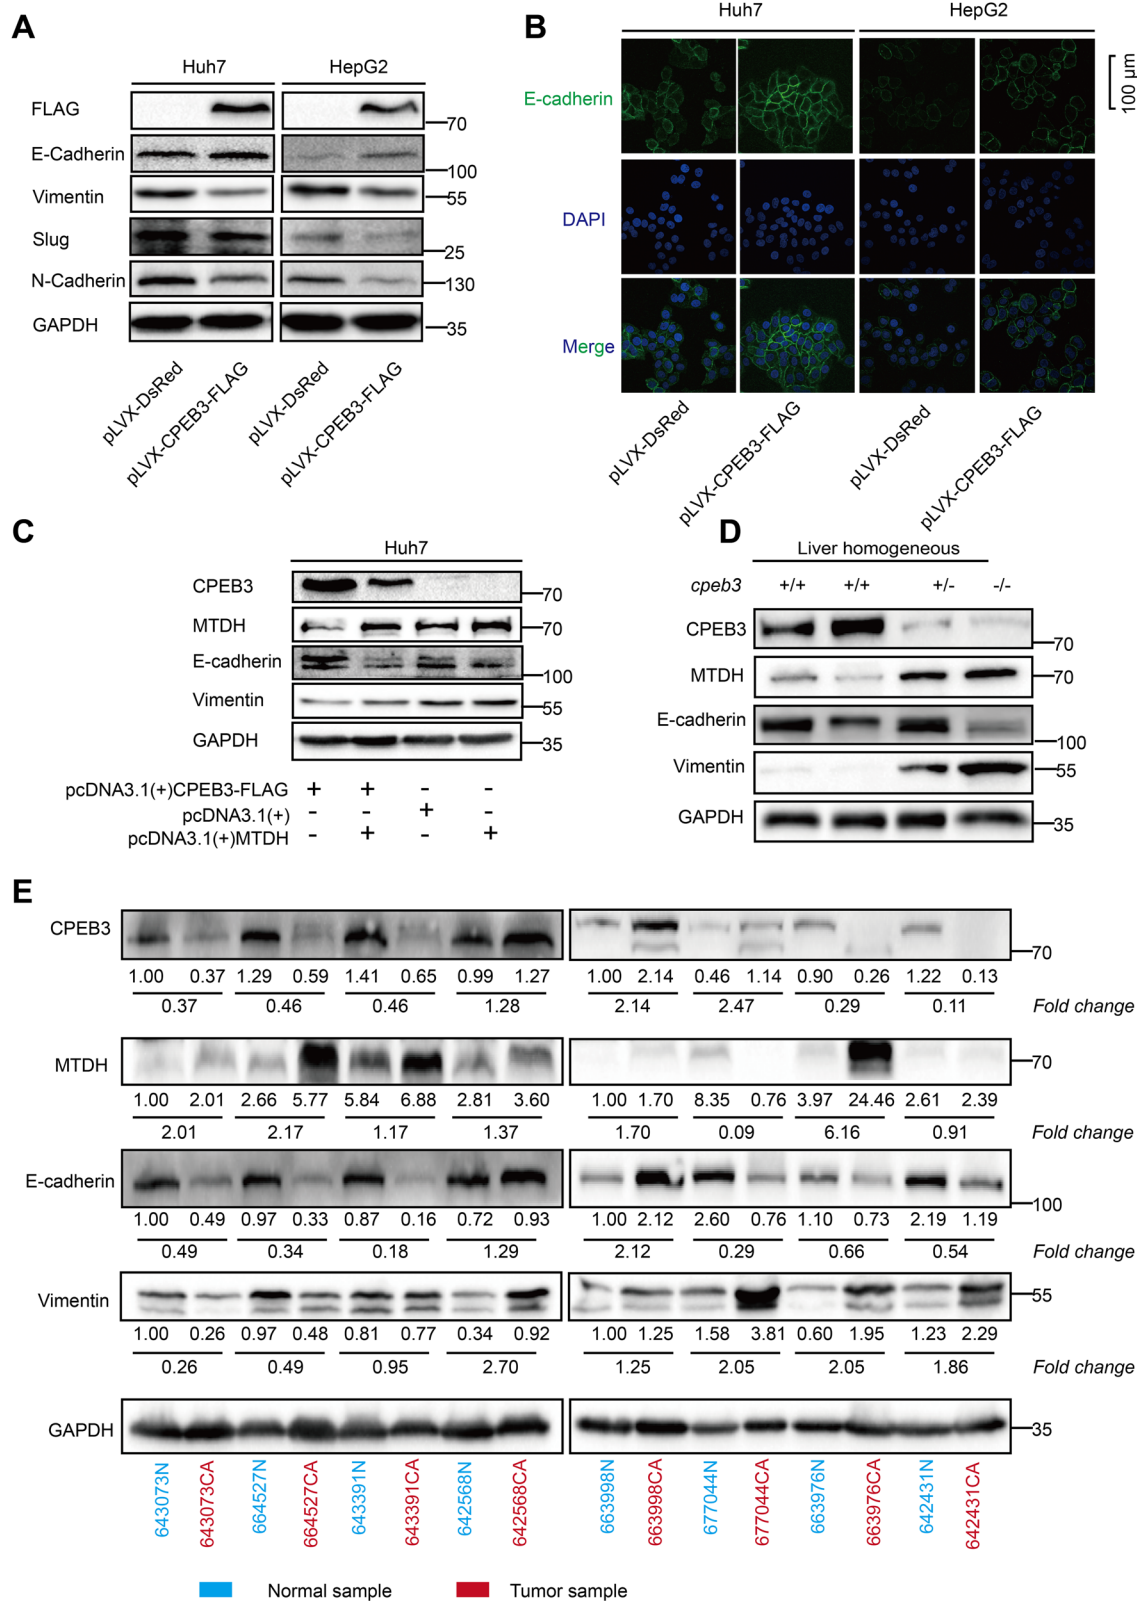 A
Huh7 HepG2
FLAG
70
E-Cadherin
100
Vimentin
55
Slug
25
N-Cadherin
130
GAPDH
35
pLVX-DsRed
pLVX-CPEB3-FLAG
pLVX-DsRed
pLVX-CPEB3-FLAG
B
Huh7 HepG2
E-cadherin
100 μm
DAPI
Merge
pLVX-DsRed
pLVX-CPEB3-FLAG
pLVX-DsRed
pLVX-CPEB3-FLAG
C
Huh7
CPEB3
70
MTDH
70
E-cadherin
100
Vimentin
55
GAPDH
35
pcDNA3.1(+)CPEB3-FLAG + + - -
pcDNA3.1(+) - - + -
pcDNA3.1(+)MTDH - + - +
D
Liver homogeneous
cpeb3 +/+ +/+ +/- -/-
CPEB3
70
MTDH
70
E-cadherin
100
Vimentin
55
GAPDH
35
E
CPEB3
70
1.00 0.37 1.29 0.59 1.41 0.65 0.99 1.27 1.00 2.14 0.46 1.14 0.90 0.26 1.22 0.13
0.37 0.46 0.46 1.28 2.14 2.47 0.29 0.11 Fold change
MTDH
70
1.00 2.01 2.66 5.77 5.84 6.88 2.81 3.60 1.00 1.70 8.35 0.76 3.97 24.46 2.61 2.39
2.01 2.17 1.17 1.37 1.70 0.09 6.16 0.91 Fold change
E-cadherin
100
1.00 0.49 0.97 0.33 0.87 0.16 0.72 0.93 1.00 2.12 2.60 0.76 1.10 0.73 2.19 1.19
0.49 0.34 0.18 1.29 2.12 0.29 0.66 0.54 Fold change
Vimentin
55
1.00 0.26 0.97 0.48 0.81 0.77 0.34 0.92 1.00 1.25 1.58 3.81 0.60 1.95 1.23 2.29
0.26 0.49 0.95 2.70 1.25 2.05 2.05 1.86 Fold change
GAPDH
35
643073N
643073CA
664527N
664527CA
643391N
643391CA
642568N
642568CA
663998N
663998CA
677044N
677044CA
663976N
663976CA
642431N
642431CA
Normal sample Tumor sample